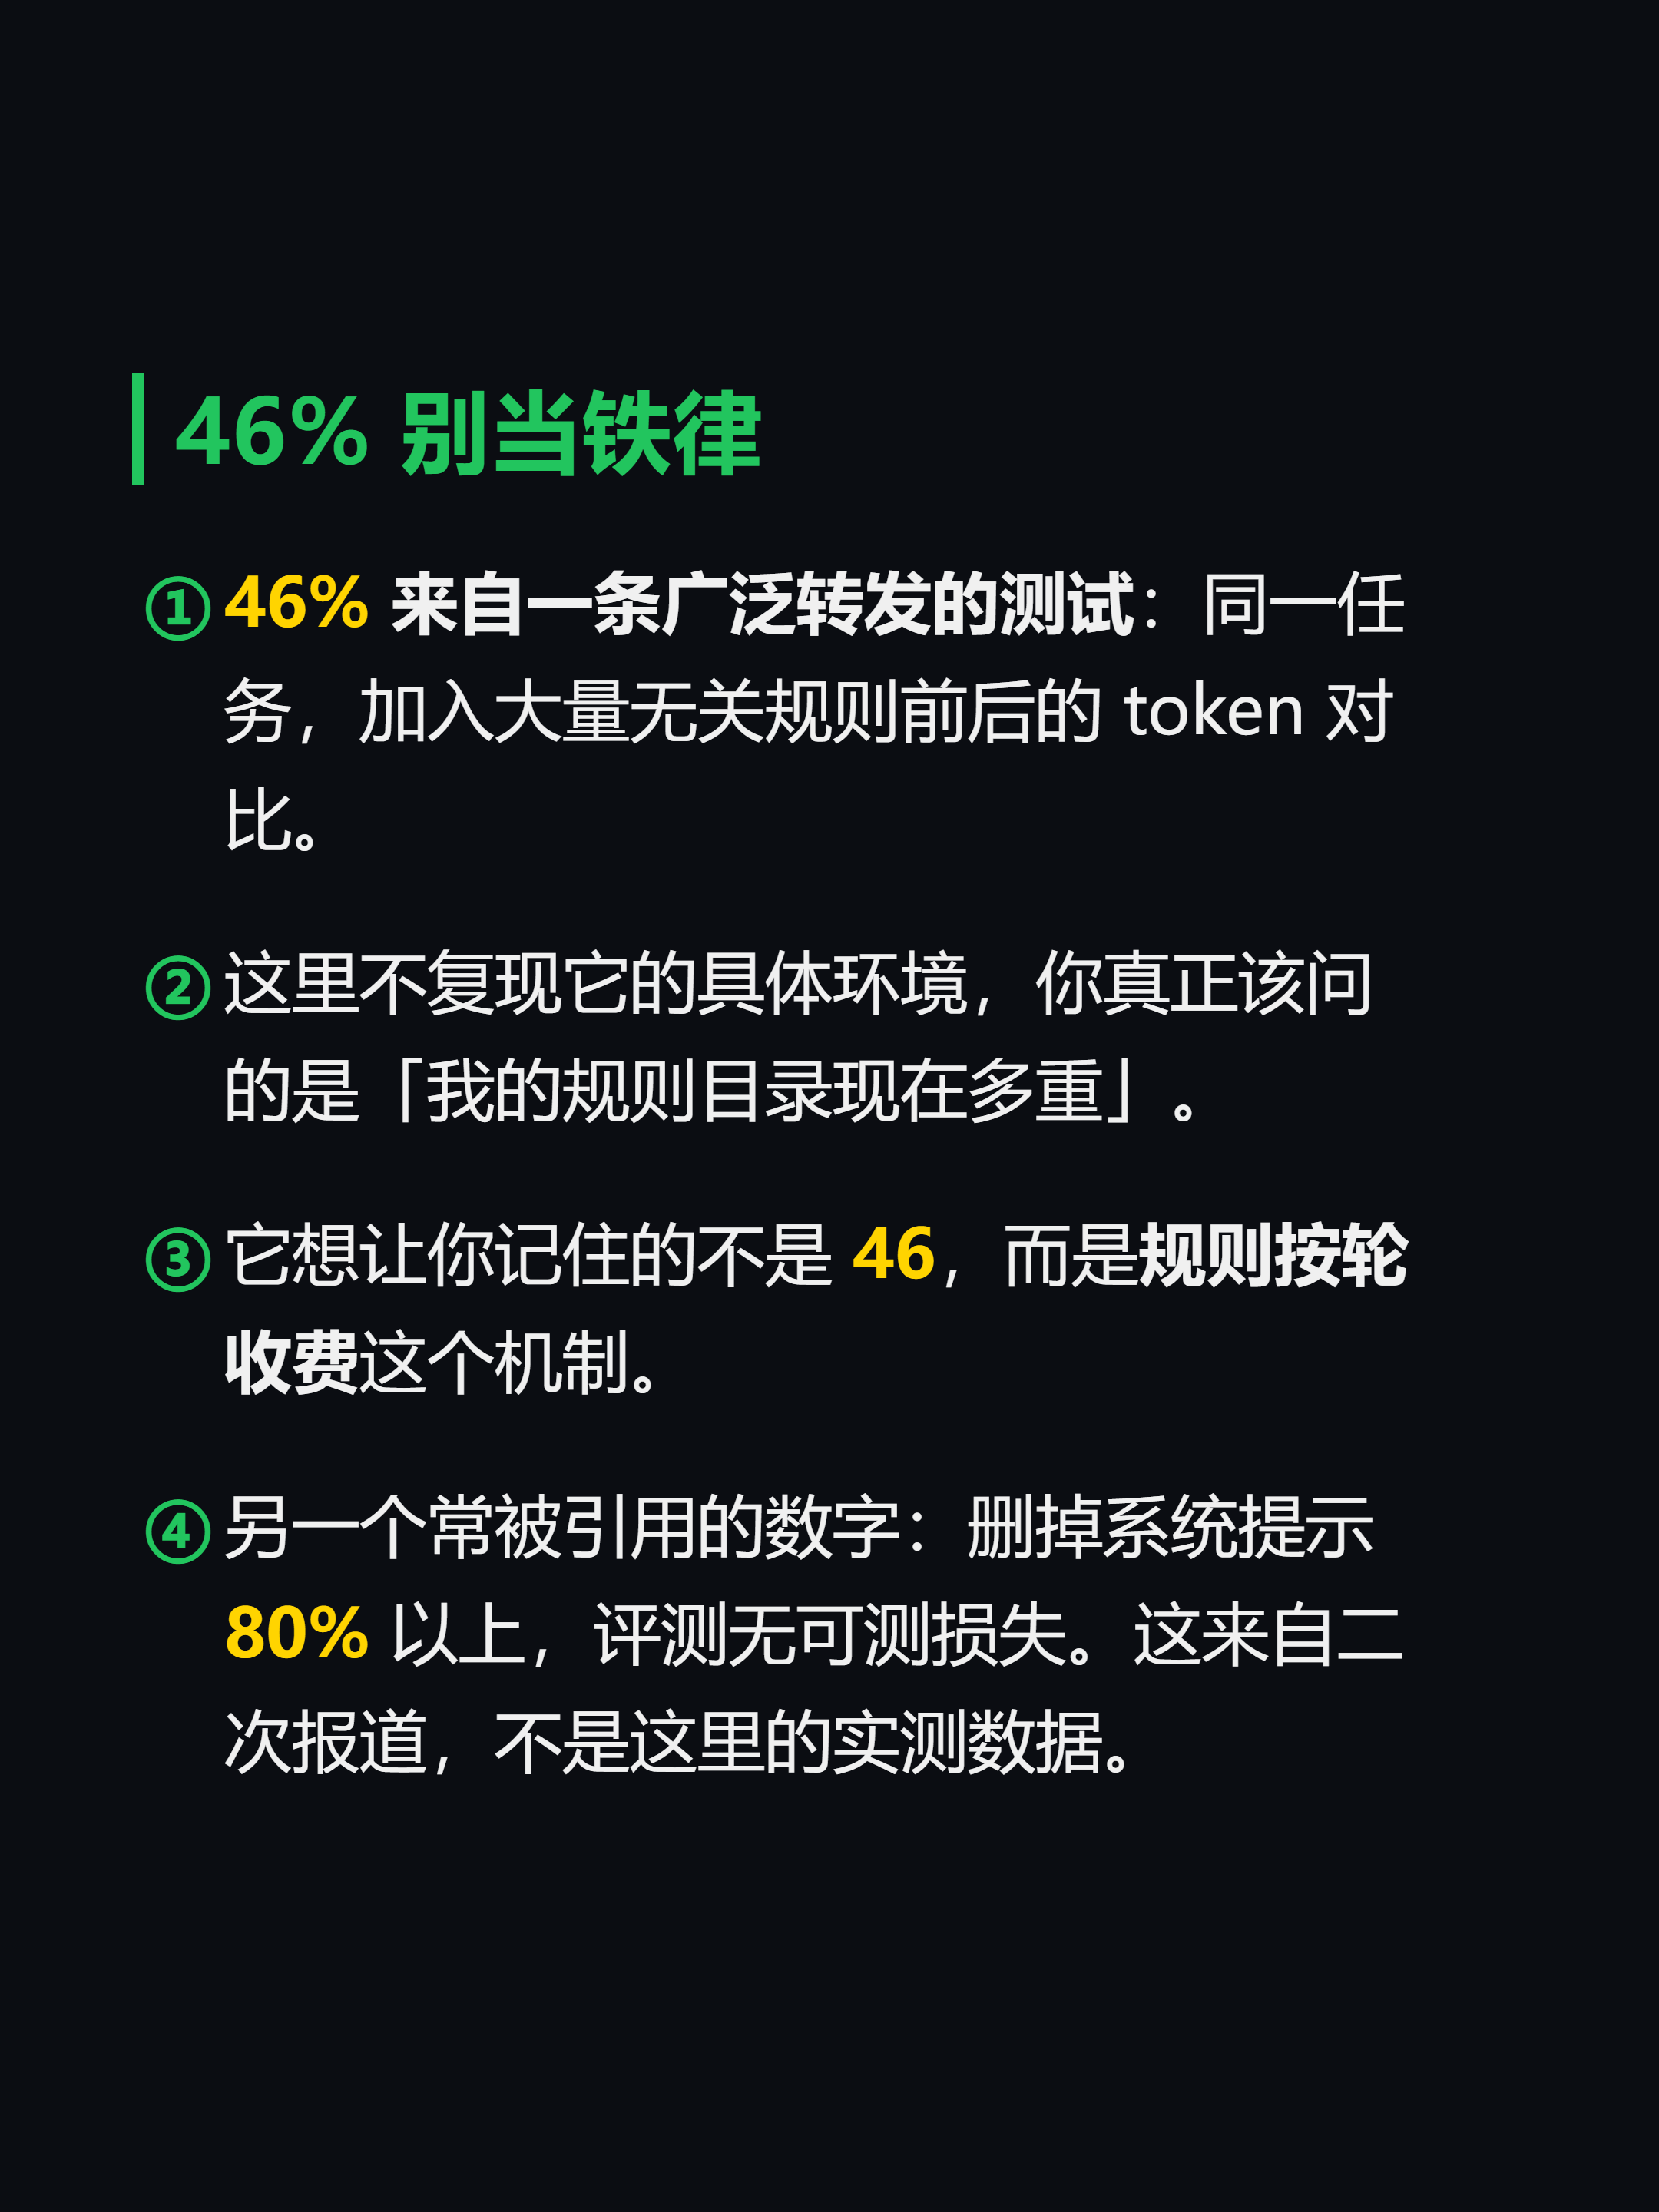 46% 别当铁律
① 46% 来自一条广泛转发的测试：同一任
务，加入大量无关规则前后的 token 对
比。
② 这里不复现它的具体环境，你真正该问
的是「我的规则目录现在多重」。
③ 它想让你记住的不是 46，而是规则按轮
收费这个机制。
④ 另一个常被引用的数字：删掉系统提示
80% 以上，评测无可测损失。这来自二
次报道，不是这里的实测数据。